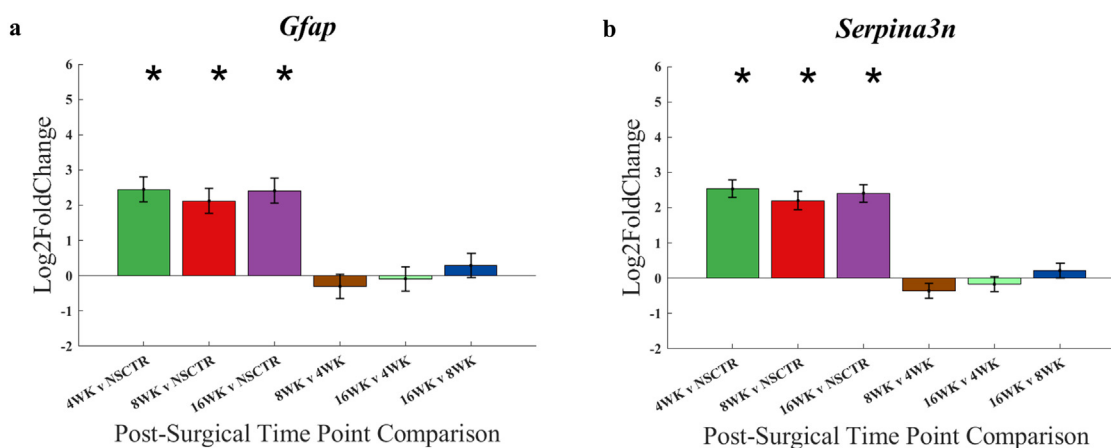 a
Gfap
* * *
Log2FoldChange
6
5
4
3
2
1
0
-1
-2
4WK v NSCTR
8WK v NSCTR
16WK v NSCTR
8WK v 4WK
16WK v 4WK
16WK v 8WK
Post-Surgical Time Point Comparison
b
Serpina3n
* * *
Log2FoldChange
6
5
4
3
2
1
0
-1
-2
4WK v NSCTR
8WK v NSCTR
16WK v NSCTR
8WK v 4WK
16WK v 4WK
16WK v 8WK
Post-Surgical Time Point Comparison